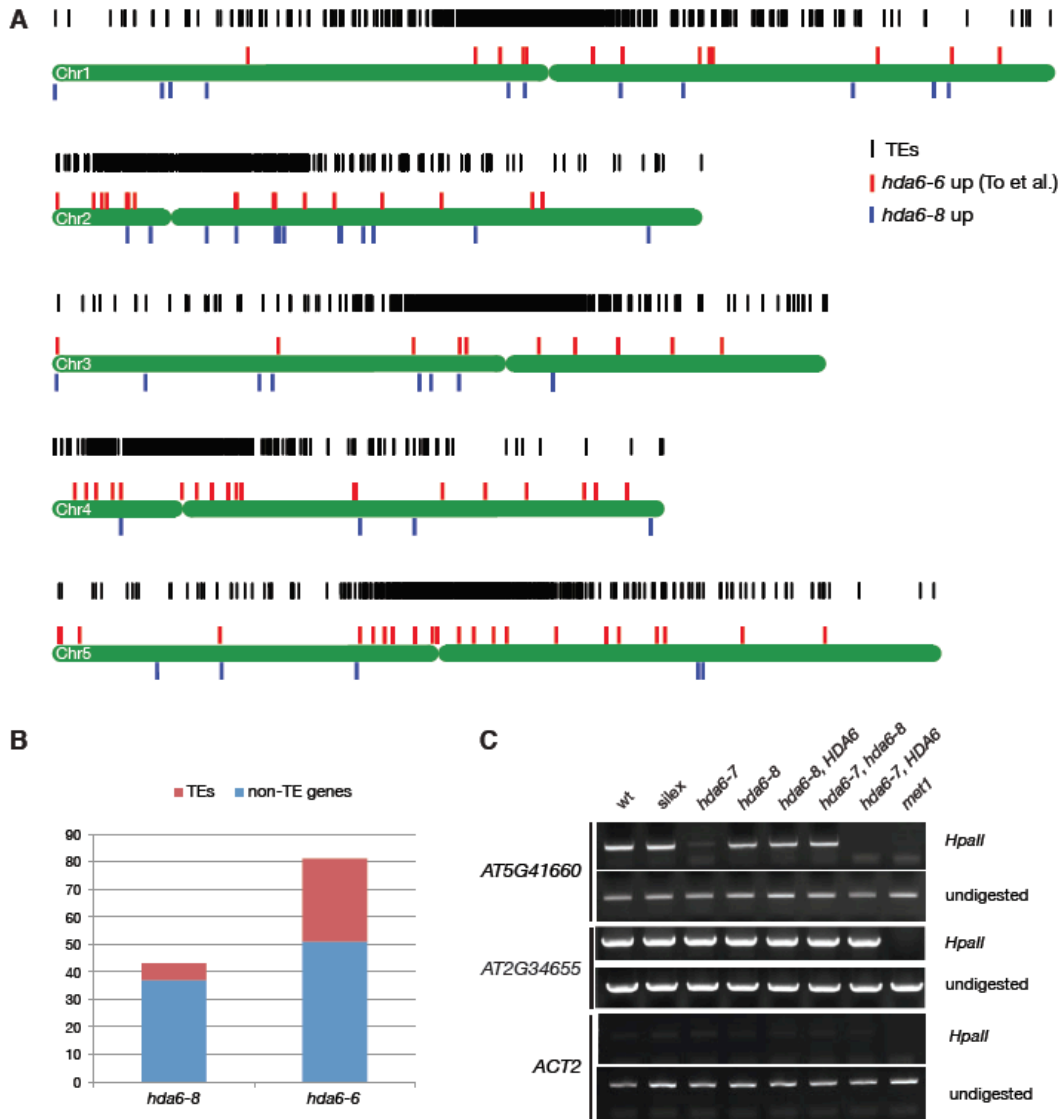 A
Chr1
TEs
hda6-6 up (To et al.)
hda6-8 up
Chr2
Chr3
Chr4
Chr5
B
TEs
non-TE genes
90
80
70
60
50
40
30
20
10
0
hda6-8
hda6-6
C
wt
silex
hda6-7
hda6-8
hda6-8, HDA6
hda6-7, hda6-8
hda6-7, HDA6
met1
AT5G41660
HpaII
undigested
AT2G34655
HpaII
undigested
ACT2
HpaII
undigested